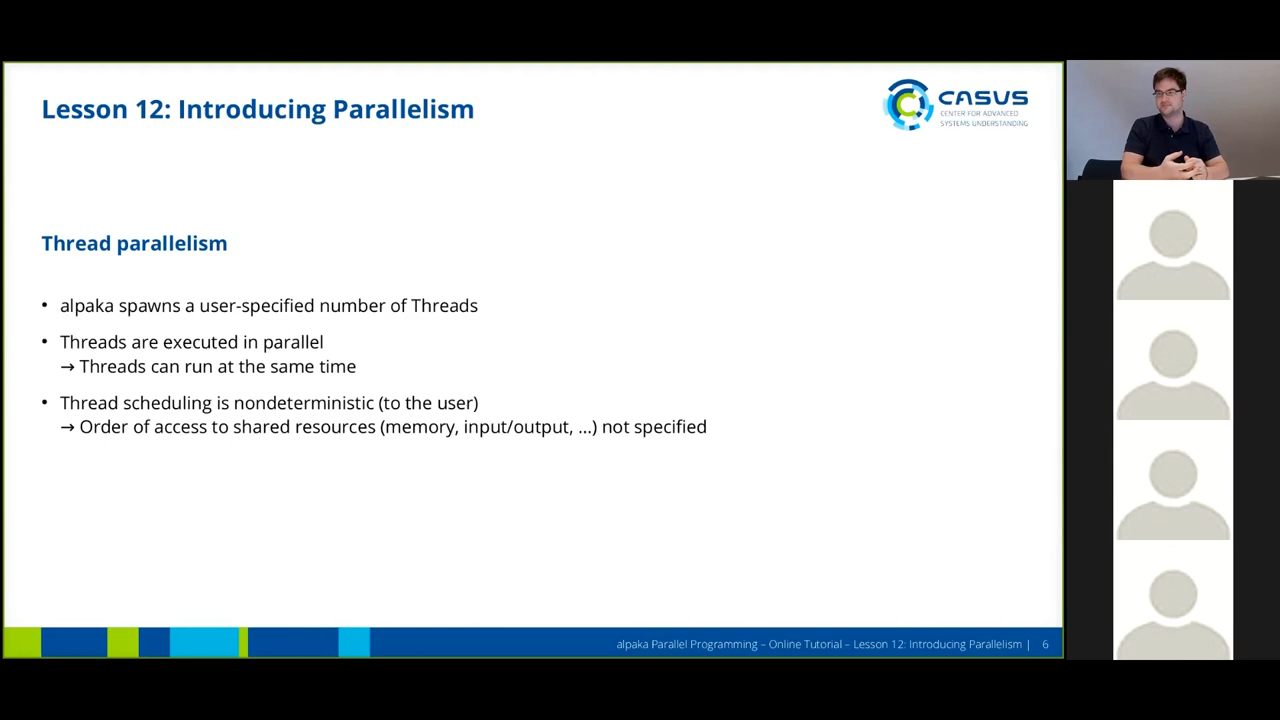 Lesson 12: Introducing Parallelism
CASUS
CENTER FOR ADVANCED
SYSTEMS UNDERSTANDING
Thread parallelism
• alpaka spawns a user-specified number of Threads
• Threads are executed in parallel
→ Threads can run at the same time
• Thread scheduling is nondeterministic (to the user)
→ Order of access to shared resources (memory, input/output, ...) not specified
alpaka Parallel Programming – Online Tutorial – Lesson 12: Introducing Parallelism | 6